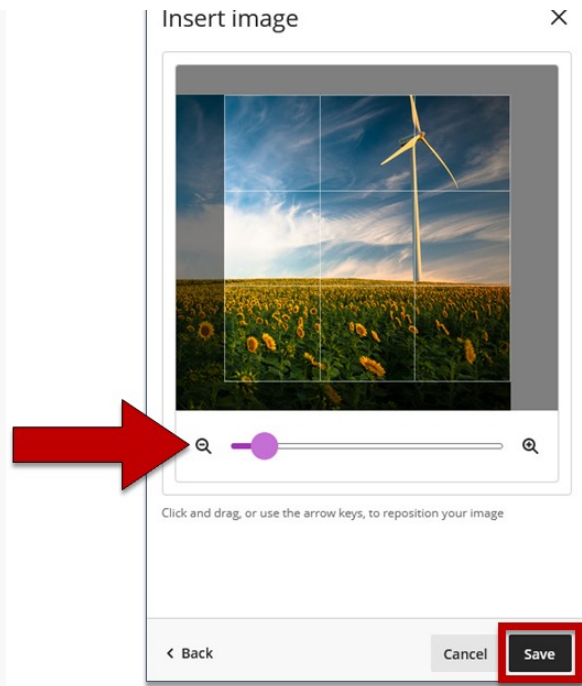 Insert image
Click and drag, or use the arrow keys, to reposition your image
Back
Cancel
Save